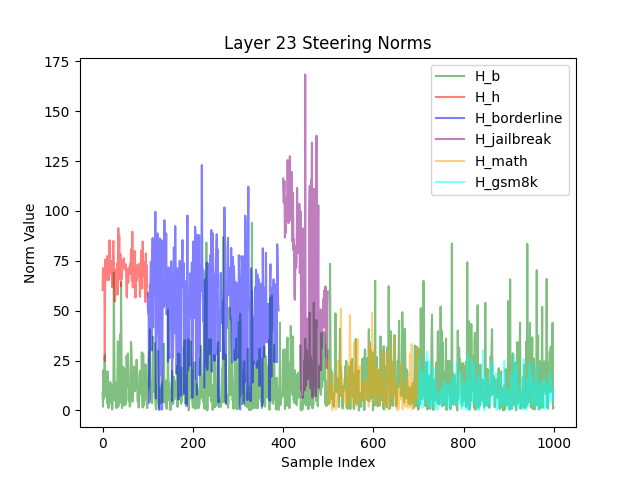 Layer 23 Steering Norms
H_b
H_h
H_borderline
H_jailbreak
H_math
H_gsm8k
Norm Value
175
150
125
100
75
50
25
0
0 200 400 600 800 1000
Sample Index